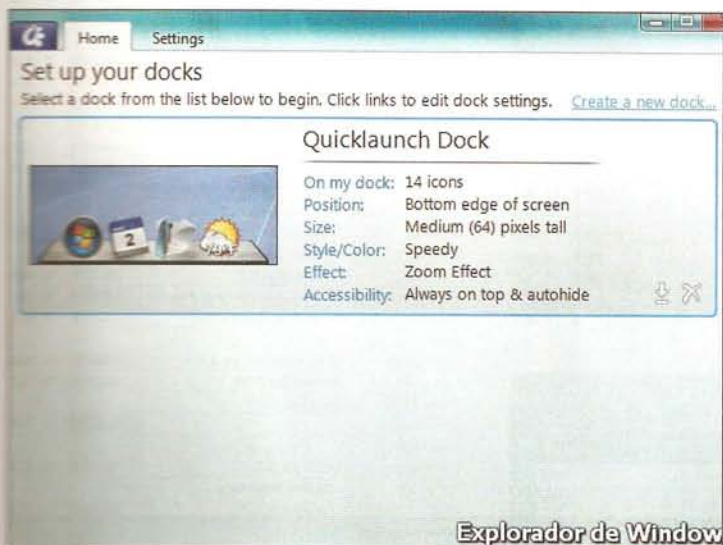 Home Settings
Set up your docks
Select a dock from the list below to begin. Click links to edit dock settings. Create a new dock...
Quicklaunch Dock
On my dock: 14 icons
Position: Bottom edge of screen
Size: Medium (64) pixels tall
Style/Color: Speedy
Effect: Zoom Effect
Accessibility: Always on top & autohide
2
Explorador de Window